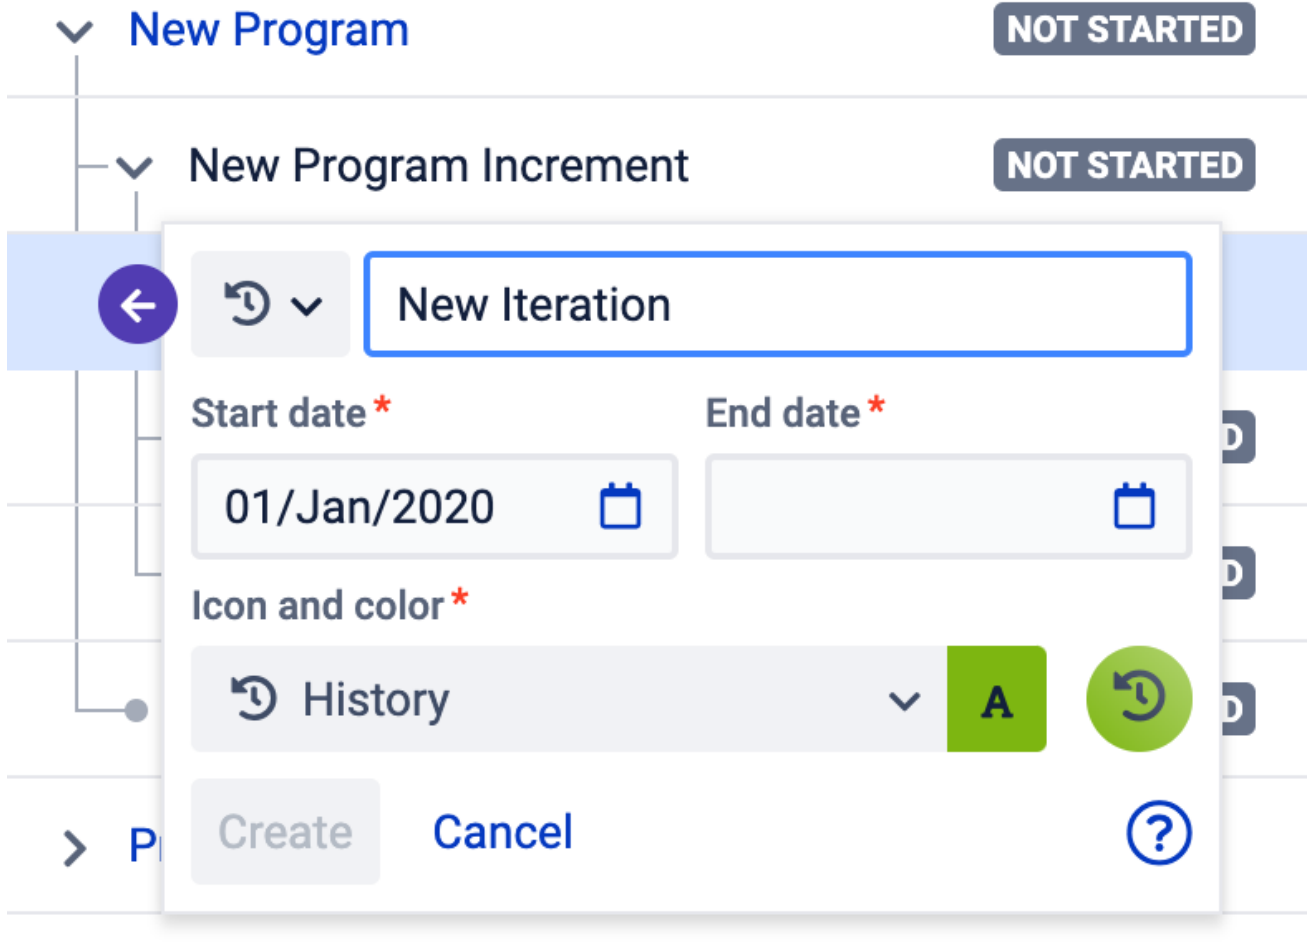 New Program NOT STARTED
New Program Increment NOT STARTED
New Iteration
Start date * End date *
01/Jan/2020
Icon and color *
History A
Create Cancel ?